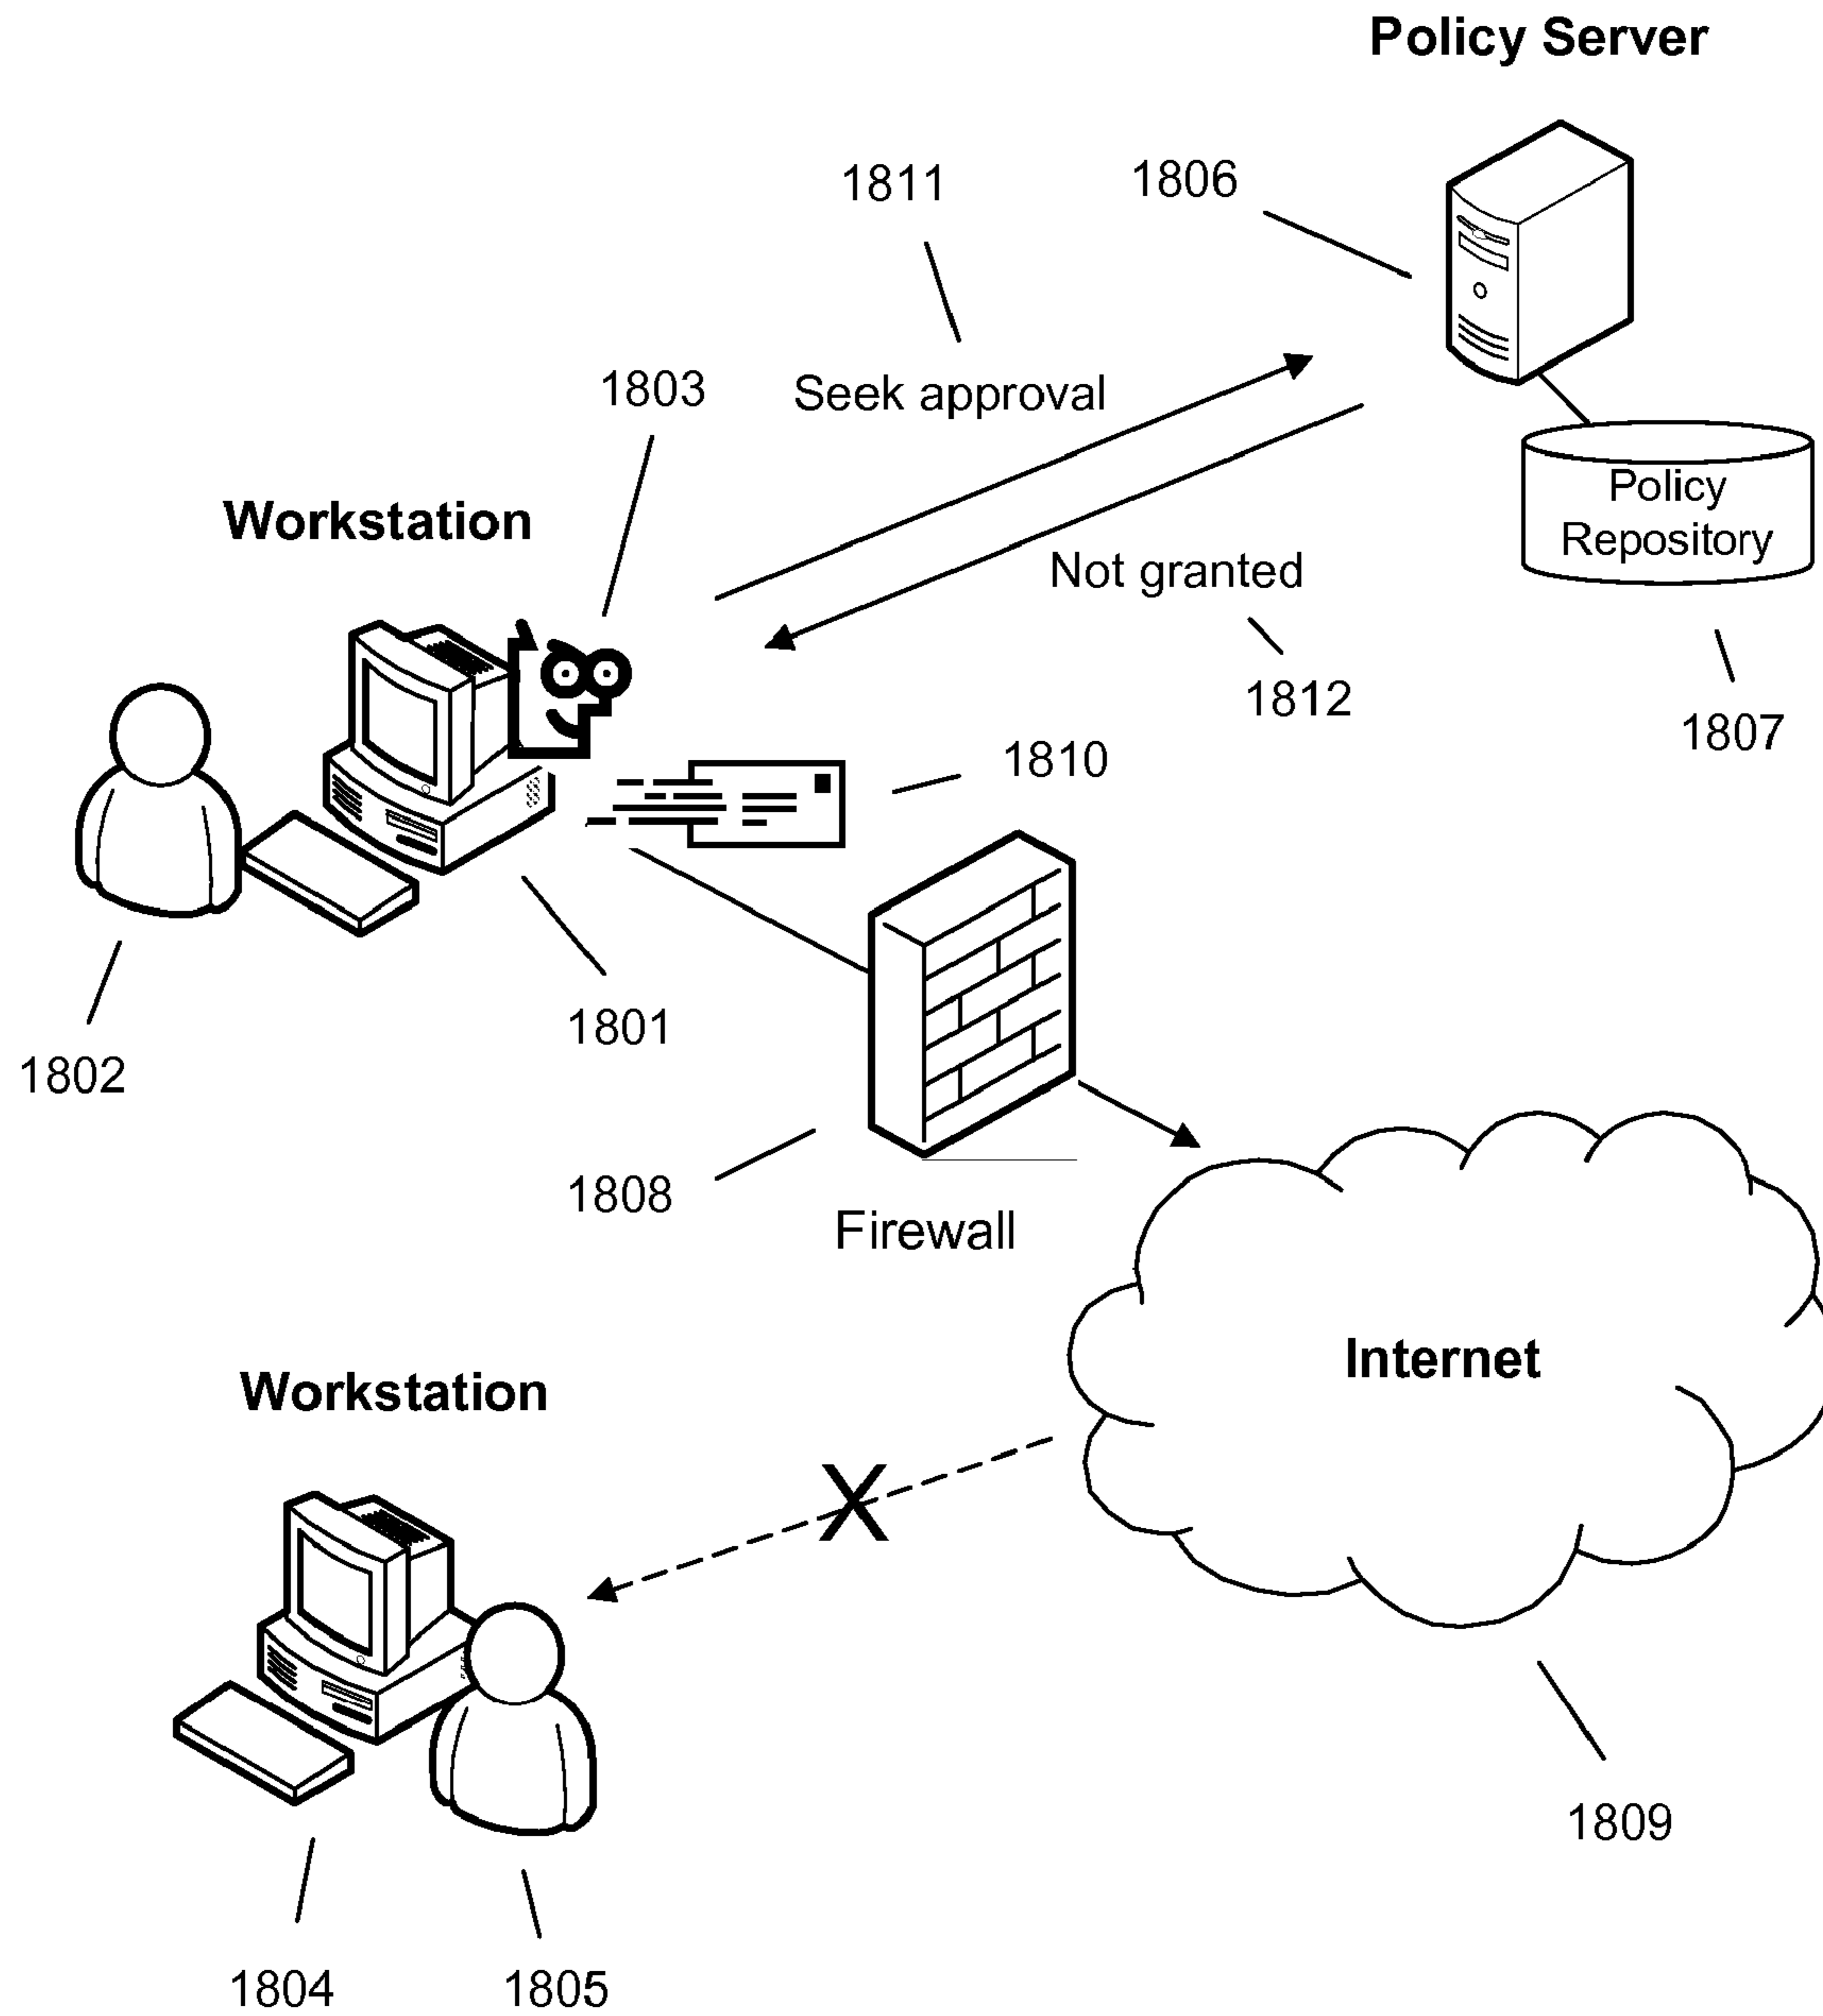 Policy Server
1811
1806
1803
Seek approval
Policy
Repository
Workstation
Not granted
1812
1807
1810
1801
1802
1808
Firewall
Internet
Workstation
X
1809
1804
1805